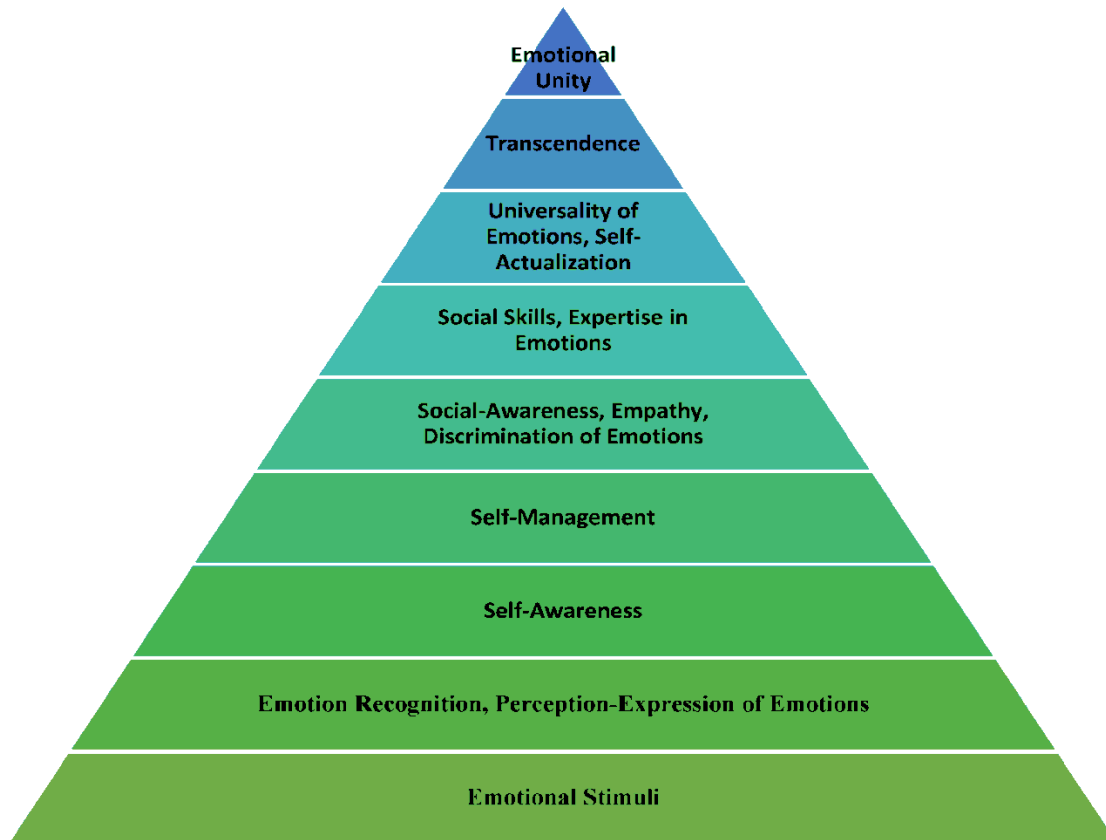 Emotional
Unity
Transcendence
Universality of
Emotions, Self-
Actualization
Social Skills, Expertise in
Emotions
Social-Awareness, Empathy,
Discrimination of Emotions
Self-Management
Self-Awareness
Emotion Recognition, Perception-Expression of Emotions
Emotional Stimuli